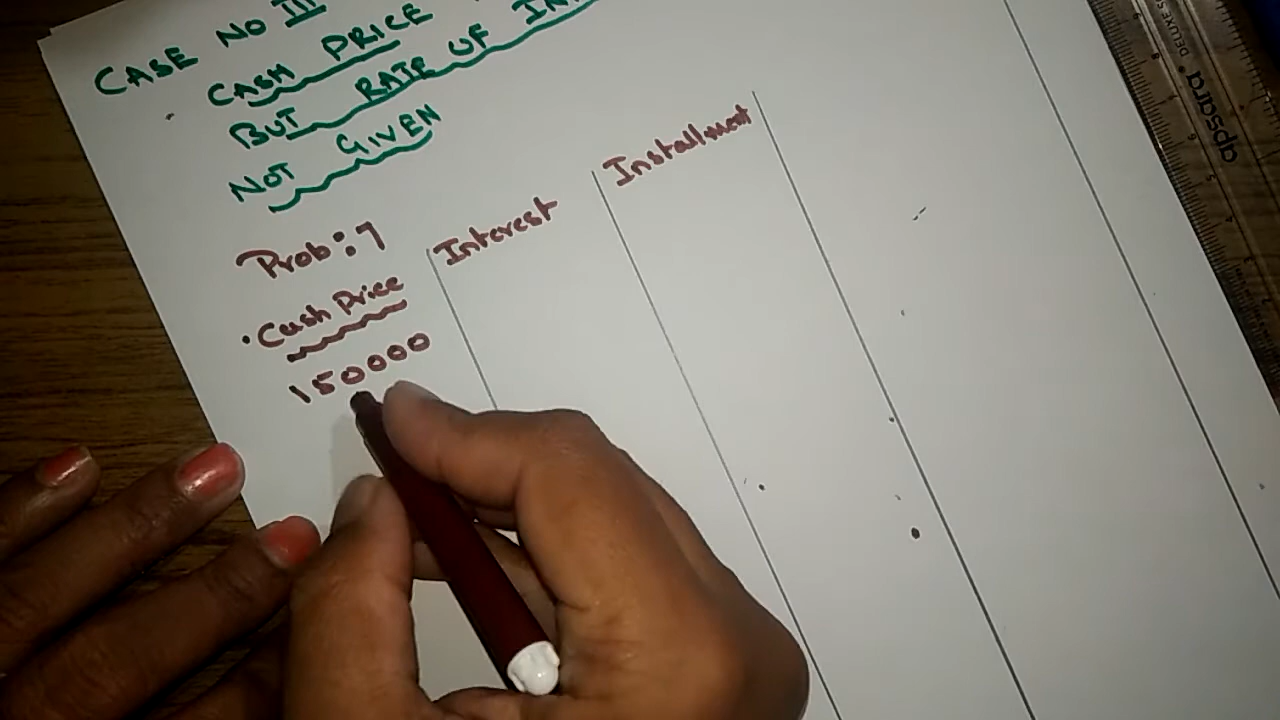 CASE NO III
CASH PRICE
BUT RATE OF
NOT GIVEN
Prob: 7
Interest
Installment
Cash Price
150000
apsara
DELUXE